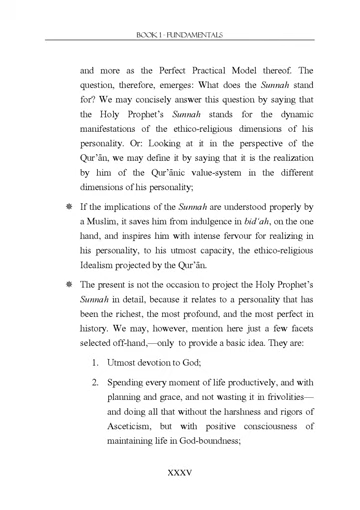 BOOK I · FUNDAMENTALS
and more as the Perfect Practical Model thereof. The
question, therefore, emerges: What does the Sunnah stand
for? We may concisely answer this question by saying that
the Holy Prophet's Sunnah stands for the dynamic
manifestations of the ethico-religious dimensions of his
personality. Or: Looking at it in the perspective of the
Qur'ân, we may define it by saying that it is the realization
by him of the Qur'ânic value-system in the different
dimensions of his personality;
❋ If the implications of the Sunnah are understood properly by
a Muslim, it saves him from indulgence in bid'ah, on the one
hand, and inspires him with intense fervour for realizing in
his personality, to his utmost capacity, the ethico-religious
Idealism projected by the Qur'ân.
❋ The present is not the occasion to project the Holy Prophet's
Sunnah in detail, because it relates to a personality that has
been the richest, the most profound, and the most perfect in
history. We may, however, mention here just a few facets
selected off-hand,—only to provide a basic idea. They are:
1. Utmost devotion to God;
2. Spending every moment of life productively, and with
planning and grace, and not wasting it in frivolities—
and doing all that without the harshness and rigors of
Asceticism, but with positive consciousness of
maintaining life in God-boundness;
XXXV